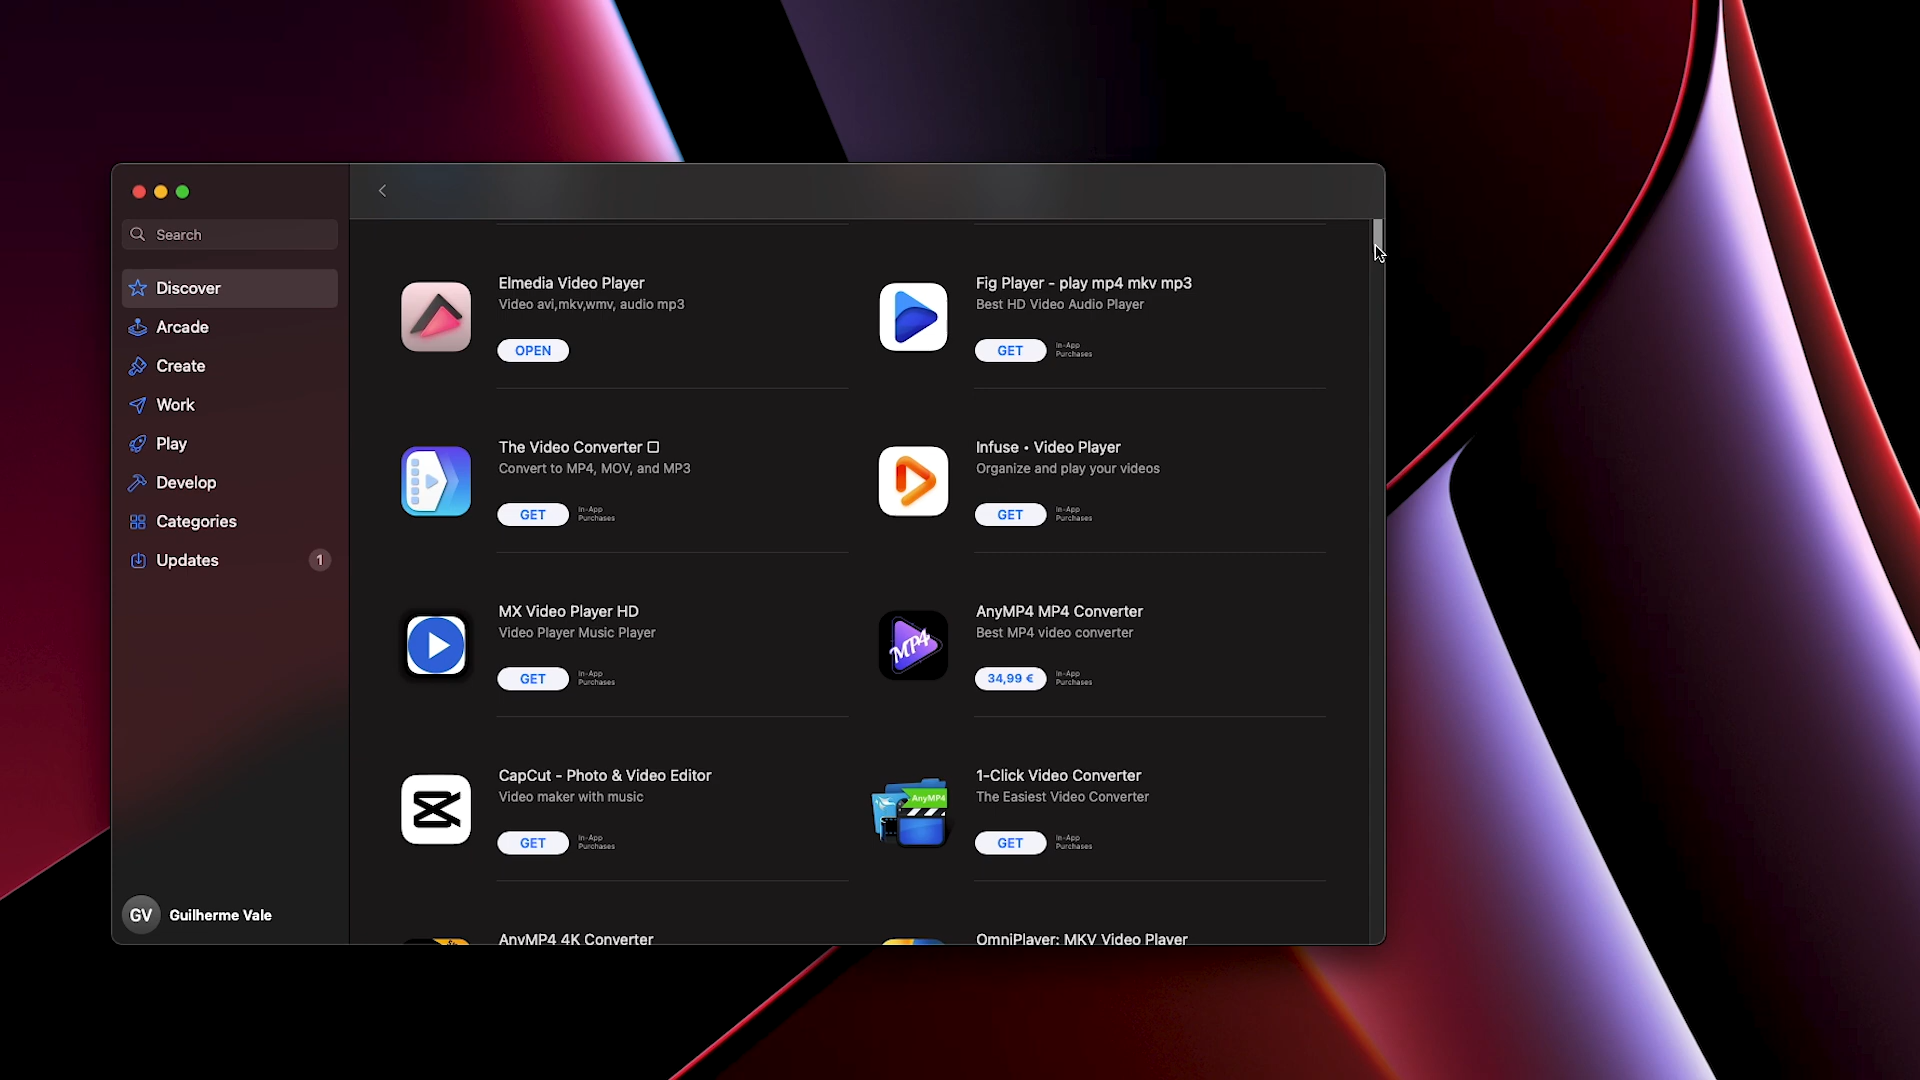 Search
Discover
Arcade
Create
Work
Play
Develop
Categories
Updates
1
GV
Guilherme Vale
Elmedia Video Player
Video avi,mkv,wmv, audio mp3
OPEN
Fig Player - play mp4 mkv mp3
Best HD Video Audio Player
GET
In-App
Purchases
The Video Converter
Convert to MP4, MOV, and MP3
GET
In-App
Purchases
Infuse • Video Player
Organize and play your videos
GET
In-App
Purchases
MX Video Player HD
Video Player Music Player
GET
In-App
Purchases
MP4
AnyMP4 MP4 Converter
Best MP4 video converter
34,99 €
In-App
Purchases
CapCut - Photo & Video Editor
Video maker with music
GET
In-App
Purchases
AnyMP4
1-Click Video Converter
The Easiest Video Converter
GET
In-App
Purchases
AnyMP4 4K Converter
OmniPlayer: MKV Video Player